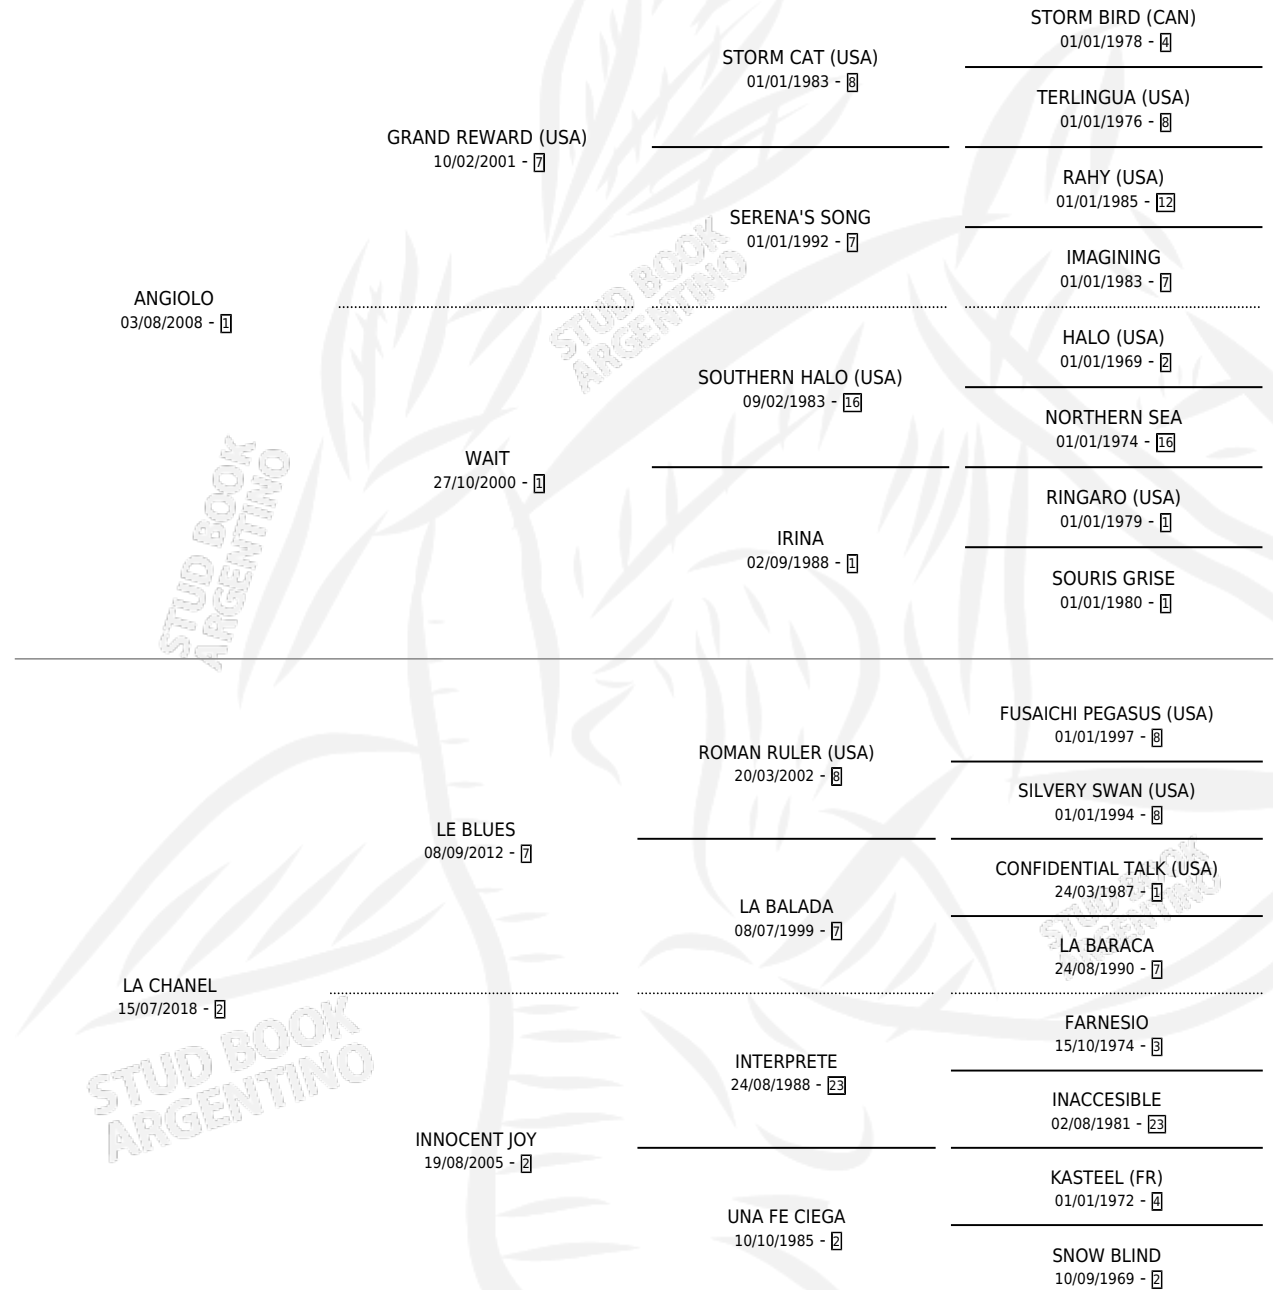 STORM BIRD (CAN)
01/01/1978 - 4
STORM CAT (USA)
01/01/1983 - 8
TERLINGUA (USA)
01/01/1976 - 8
GRAND REWARD (USA)
10/02/2001 - 7
RAHY (USA)
01/01/1985 - 12
SERENA'S SONG
01/01/1992 - 7
IMAGINING
01/01/1983 - 7
ANGIOLO
03/08/2008 - 1
HALO (USA)
01/01/1969 - 2
SOUTHERN HALO (USA)
09/02/1983 - 16
NORTHERN SEA
01/01/1974 - 16
WAIT
27/10/2000 - 1
RINGARO (USA)
01/01/1979 - 1
IRINA
02/09/1988 - 1
SOURIS GRISE
01/01/1980 - 1
FUSAICHI PEGASUS (USA)
01/01/1997 - 8
ROMAN RULER (USA)
20/03/2002 - 8
SILVERY SWAN (USA)
01/01/1994 - 8
LE BLUES
08/09/2012 - 7
CONFIDENTIAL TALK (USA)
24/03/1987 - 1
LA BALADA
08/07/1999 - 7
LA BARACA
24/08/1990 - 7
LA CHANEL
15/07/2018 - 2
FARNESIO
15/10/1974 - 3
INTERPRETE
24/08/1988 - 23
INACCESIBLE
02/08/1981 - 23
INNOCENT JOY
19/08/2005 - 2
KASTEEL (FR)
01/01/1972 - 4
UNA FE CIEGA
10/10/1985 - 2
SNOW BLIND
10/09/1969 - 2
STUD BOOK
ARGENTINO
STUD BOOK
ARGENTINO
STUD BOOK
ARGENTINO
STUD BOOK
ARGENTINO